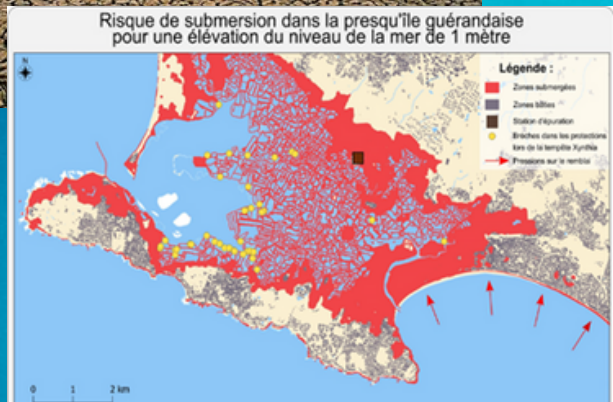 Risque de submersion dans la presqu'île guérandaise
pour une élévation du niveau de la mer de 1 mètre
N
Légende :
Zones submergées
Zones bâties
Station d'épuration
Brèches dans les protections
lors de la tempête Xynthia
Pressions sur le remblai
0 1 2 km